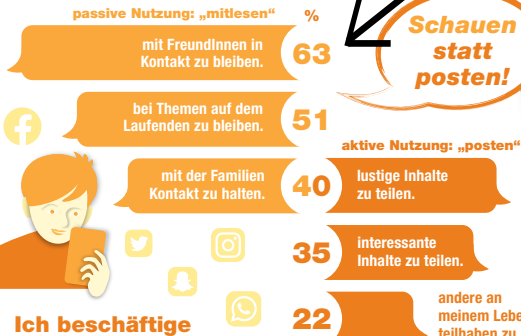 passive Nutzung: „mitlesen“ %
Schauen
statt
posten!
mit FreundInnen in
Kontakt zu bleiben.
63
bei Themen auf dem
Laufenden zu bleiben.
51
aktive Nutzung: „posten“
mit der Familien
Kontakt zu halten.
40
lustige Inhalte
zu teilen.
35
interessante
Inhalte zu teilen.
22
andere an
meinem Lebe
teilhaben zu
Ich beschäftige